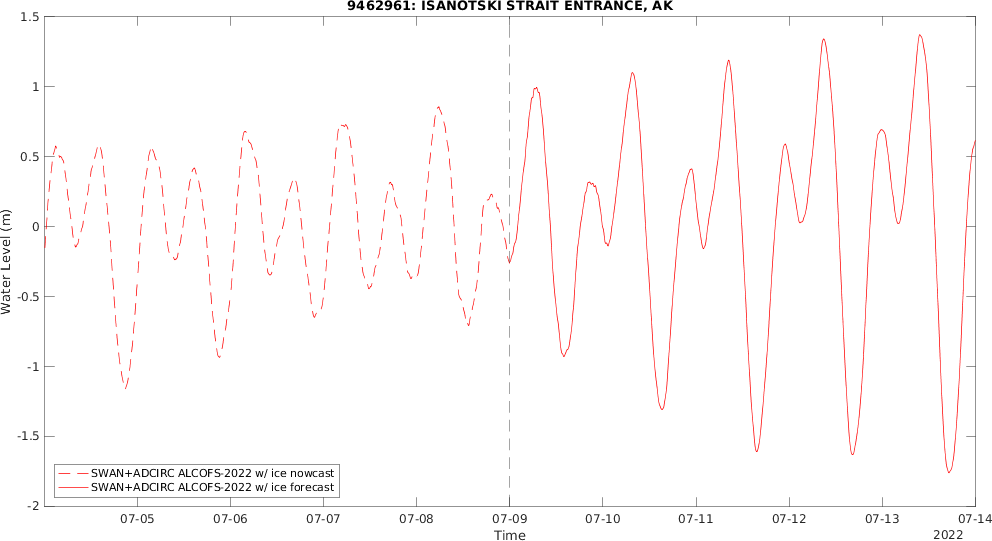 9462961: ISANOTSKI STRAIT ENTRANCE, AK
1.5
1
0.5
0
-0.5
-1
-1.5
-2
Water Level (m)
SWAN+ADCIRC ALCOFS-2022 w/ ice nowcast
SWAN+ADCIRC ALCOFS-2022 w/ ice forecast
07-05 07-06 07-07 07-08 07-09 07-10 07-11 07-12 07-13 07-14
Time
2022